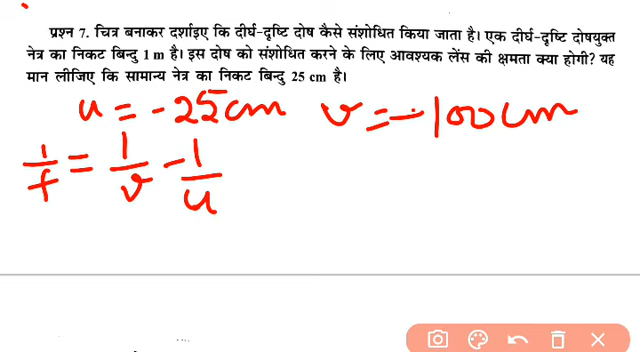 प्रश्न 7. चित्र बनाकर दर्शाइए कि दीर्घ-दृष्टि दोष कैसे संशोधित किया जाता है। एक दीर्घ-दृष्टि दोषयुक्त
नेत्र का निकट बिन्दु 1 m है। इस दोष को संशोधित करने के लिए आवश्यक लेंस की क्षमता क्या होगी? यह
मान लीजिए कि सामान्य नेत्र का निकट बिन्दु 25 cm है।
u = -25cm v = -100cm
1/f = 1/v - 1/u